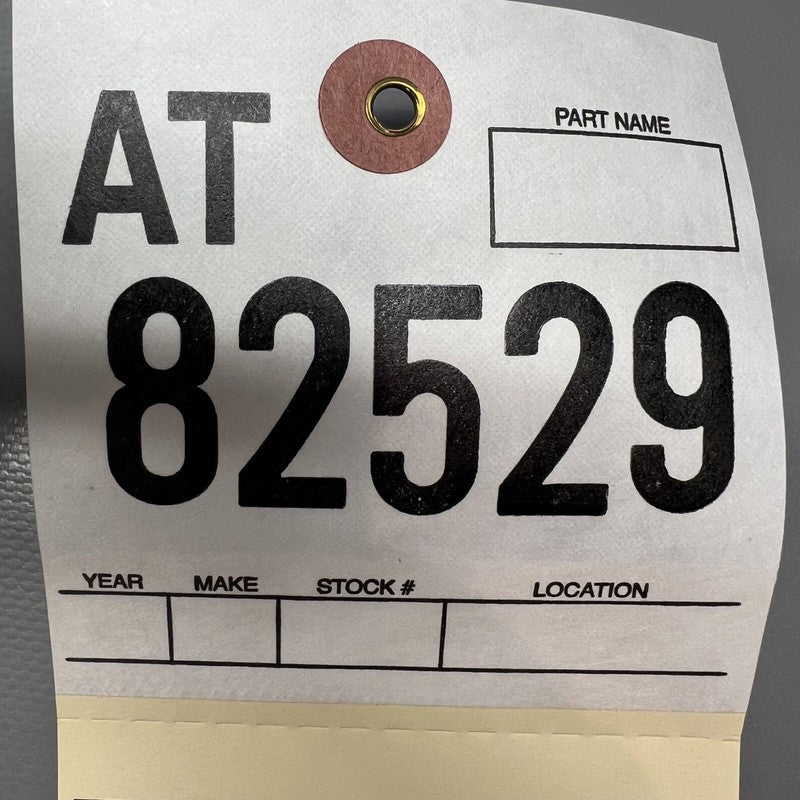 AT
PART NAME
82529
YEAR MAKE STOCK # LOCATION